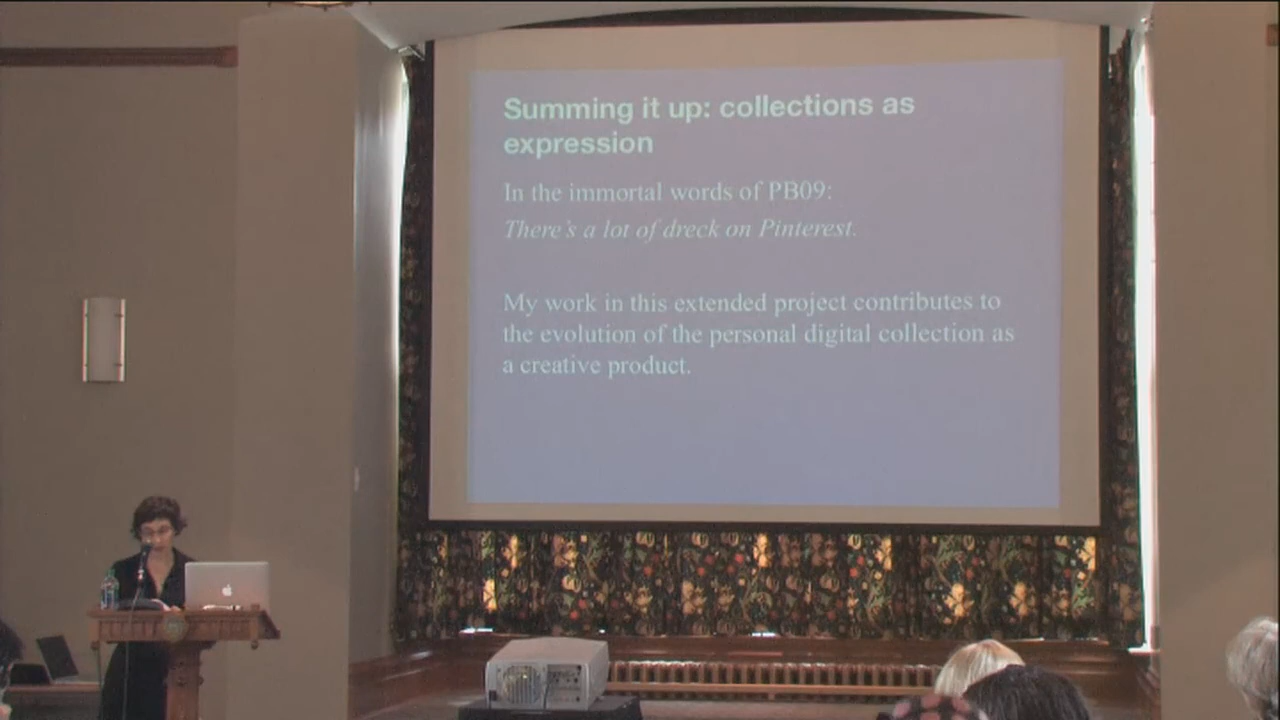 Summing it up: collections as
expression
In the immortal words of PB09:
There's a lot of dreck on Pinterest.
My work in this extended project contributes to
the evolution of the personal digital collection as
a creative product.